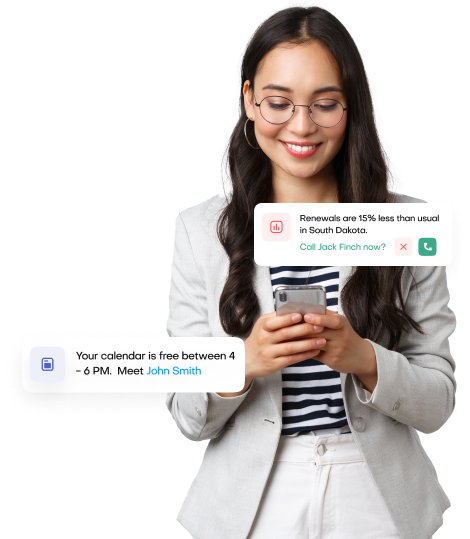 Renewals are 15% less than usual
in South Dakota.
Call Jack Finch now?
Your calendar is free between 4
- 6 PM. Meet John Smith